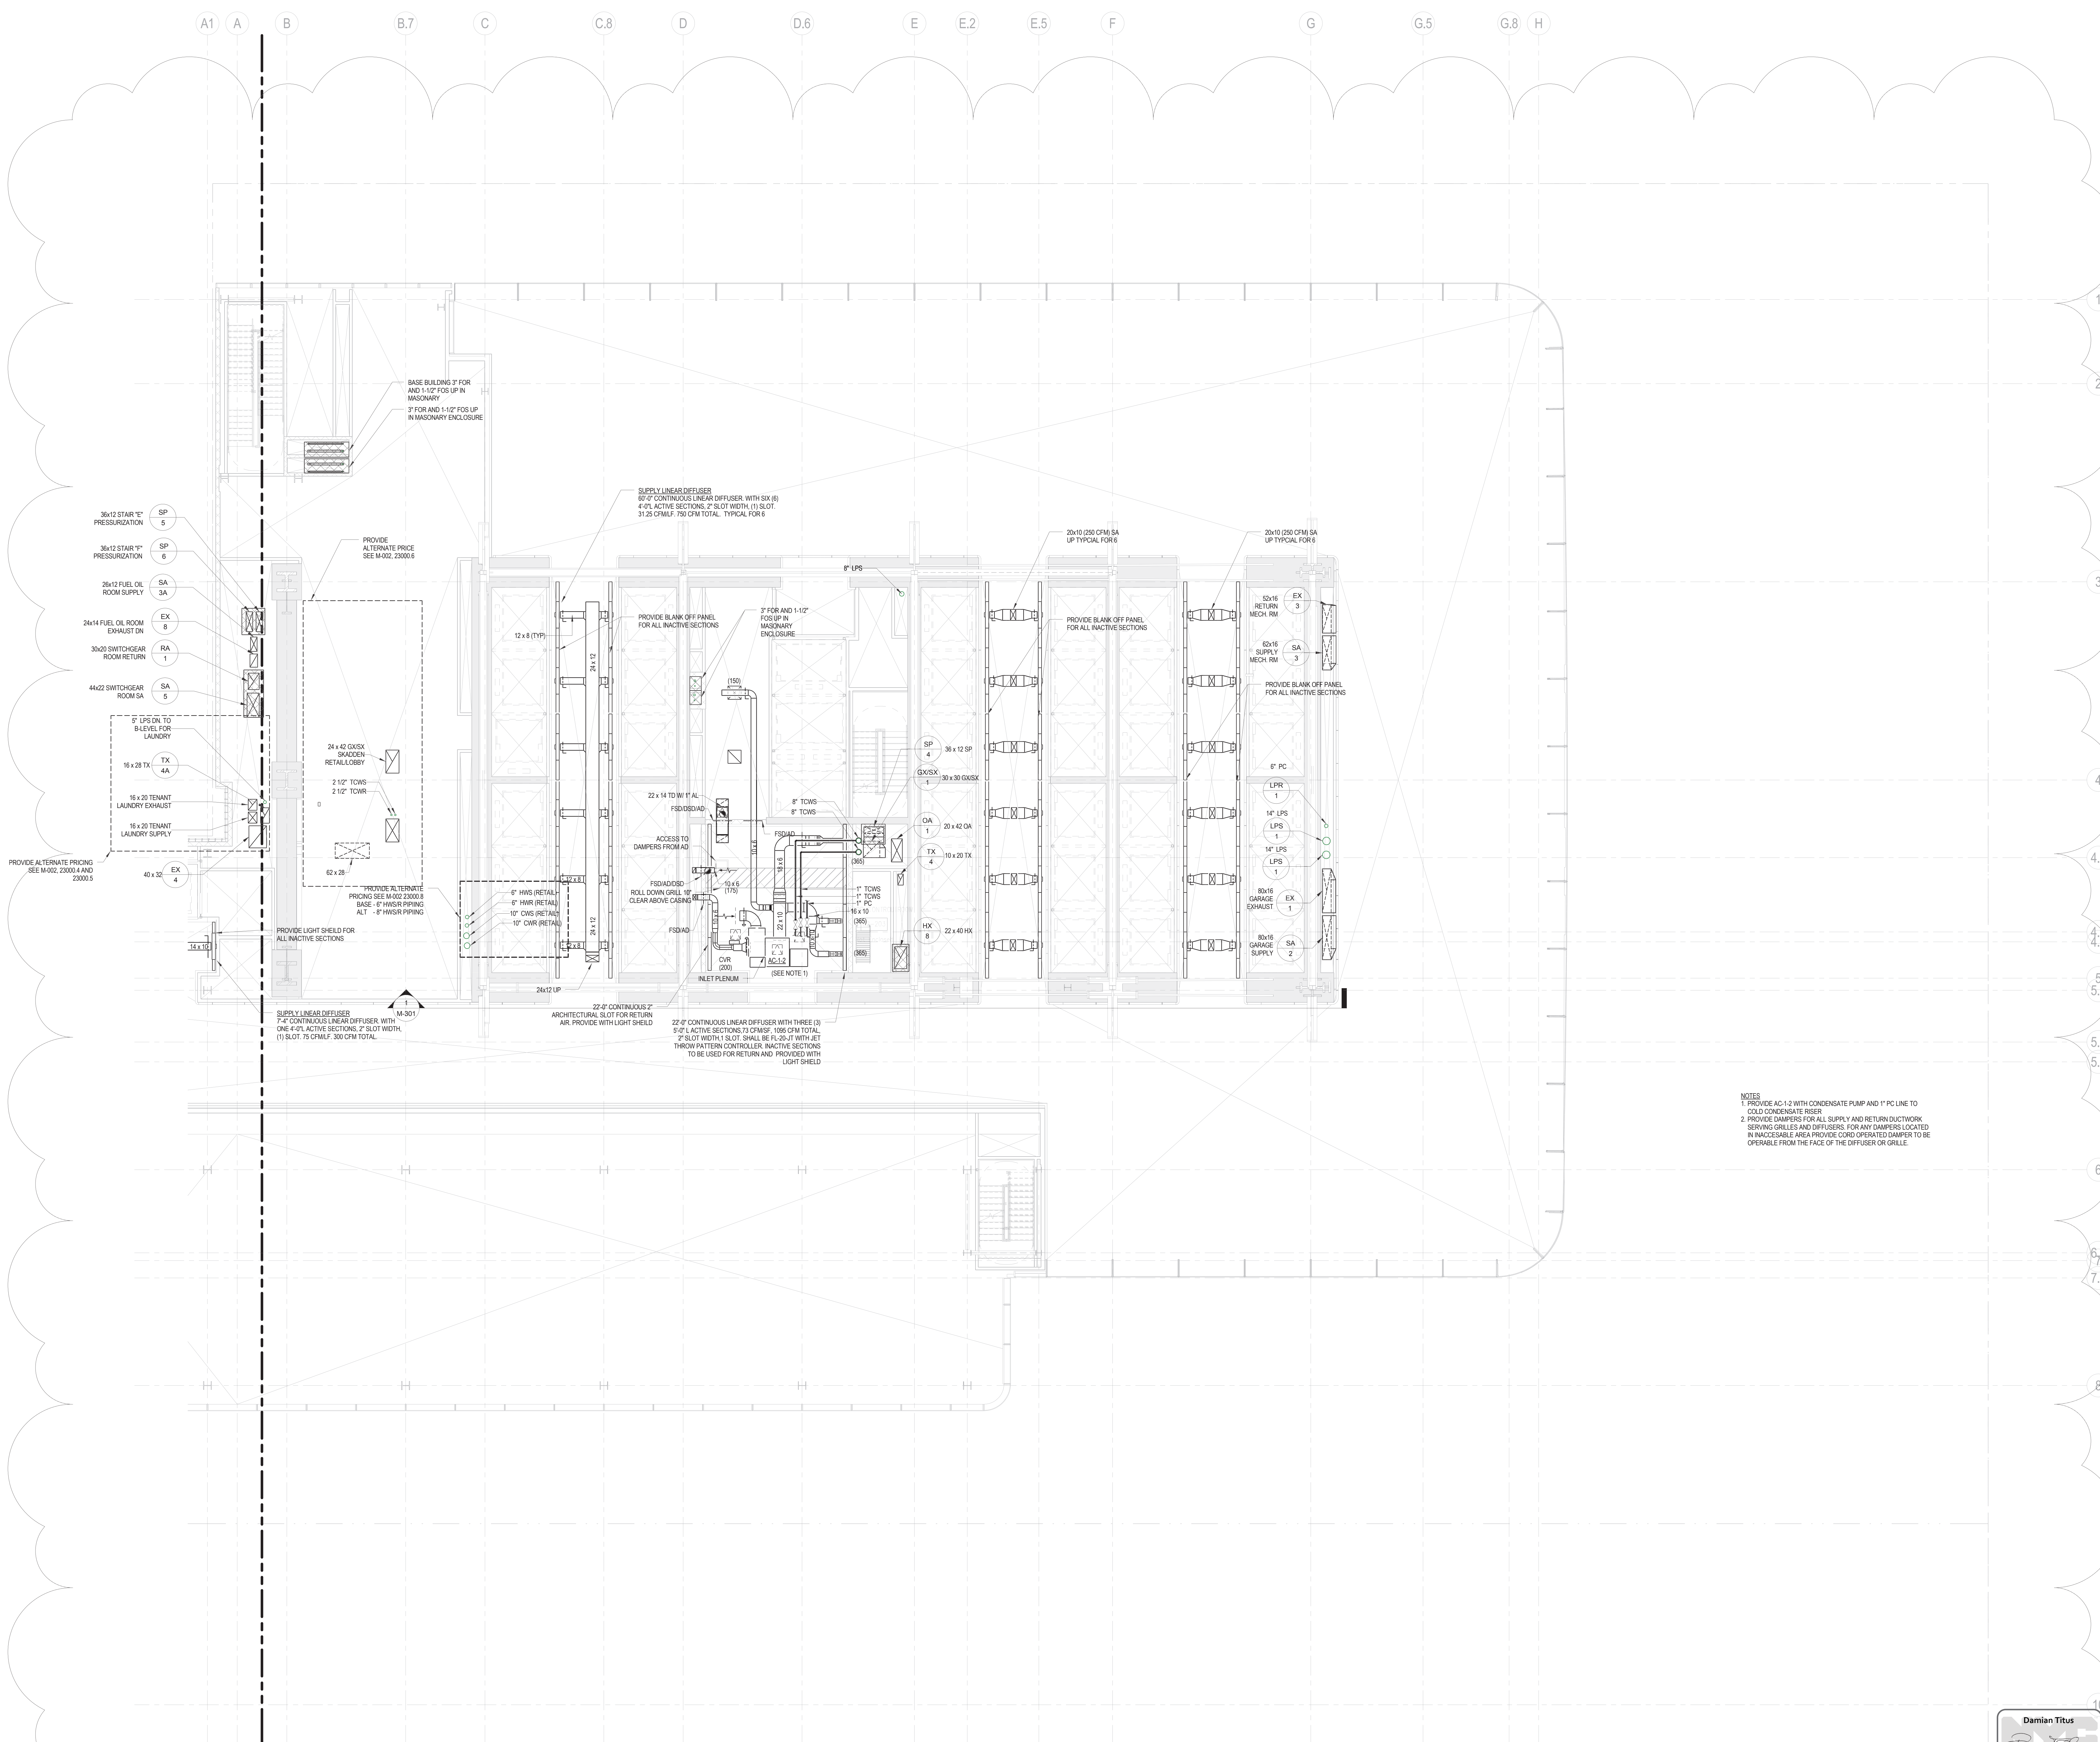 A1 A B B.7 C C.8 D D.6 E E.2 E.5 F G G.5 G.8 H
BASE BUILDING 3" FOR
AND 1-1/2" FOS UP IN
MASONARY
3" FOR AND 1-1/2" FOS UP
IN MASONARY ENCLOSURE
SUPPLY LINEAR DIFFUSER
60'-0" CONTINUOUS LINEAR DIFFUSER. WITH SIX (6)
4'-0"L ACTIVE SECTIONS, 2" SLOT WIDTH, (1) SLOT.
31.25 CFM/LF. 750 CFM TOTAL. TYPICAL FOR 6
36x12 STAIR "E"
PRESSURIZATION
SP
5
36x12 STAIR "F"
PRESSURIZATION
SP
6
26x12 FUEL OIL
ROOM SUPPLY
SA
3A
24x14 FUEL OIL ROOM
EXHAUST DN
EX
8
30x20 SWITCHGEAR
ROOM RETURN
RA
1
44x22 SWITCHGEAR
ROOM SA
SA
5
5" LPS DN. TO
B-LEVEL FOR
LAUNDRY
16 x 28 TX
TX
4A
16 x 20 TENANT
LAUNDRY EXHAUST
16 x 20 TENANT
LAUNDRY SUPPLY
PROVIDE ALTERNATE PRICING
SEE M-002, 23000.4 AND
23000.5
40 x 32
EX
4
PROVIDE LIGHT SHEILD FOR
ALL INACTIVE SECTIONS
14 x 10
SUPPLY LINEAR DIFFUSER
7'-4" CONTINUOUS LINEAR DIFFUSER. WITH
ONE 4'-0"L ACTIVE SECTIONS, 2" SLOT WIDTH,
(1) SLOT. 75 CFM/LF. 300 CFM TOTAL.
1
M-301
PROVIDE
ALTERNATE PRICE
SEE M-002, 23000.6
24 x 42 GX/SX
SKADDEN
RETAIL/LOBBY
2 1/2" TCWS
2 1/2" TCWR
62 x 28
PROVIDE ALTERNATE
PRICING SEE M-002 23000.8
BASE - 6" HWS/R PIPIING
ALT - 8" HWS/R PIPIING
6" HWS (RETAIL)
6" HWR (RETAIL)
10" CWS (RETAIL)
10" CWR (RETAIL)
12 x 8 (TYP)
24 x 12
24 x 12
12 x 8
12 x 8
24x12 UP
PROVIDE BLANK OFF PANEL
FOR ALL INACTIVE SECTIONS
3" FOR AND 1-1/2"
FOS UP IN
MASONARY
ENCLOSURE
8" LPS
(150)
22 x 14 TD W/ 1" AL
FSD/DSD/AD
ACCESS TO
DAMPERS FROM AD
FSD/AD
10 x 6
18 x 6
FSD/AD/DSD
10 x 6
(175)
ROLL DOWN GRILL 10"
CLEAR ABOVE CASING
FSD/AD
22 x 10
CVR
(200)
AC-1-2
(SEE NOTE 1)
INLET PLENUM
22'-0" CONTINUOUS 2"
ARCHITECTURAL SLOT FOR RETURN
AIR. PROVIDE WITH LIGHT SHEILD
22'-0" CONTINUOUS LINEAR DIFFUSER WITH THREE (3)
5'-0" L ACTIVE SECTIONS,73 CFM/SF, 1095 CFM TOTAL,
2" SLOT WIDTH,1 SLOT. SHALL BE FL-20-JT WITH JET
THROW PATTERN CONTROLLER. INACTIVE SECTIONS
TO BE USED FOR RETURN AND PROVIDED WITH
LIGHT SHIELD
8" TCWS
8" TCWS
(365)
1" TCWS
1" TCWS
1" PC
16 x 10
(365)
(365)
SP
4
36 x 12 SP
GX/SX
1
30 x 30 GX/SX
OA
1
20 x 42 OA
TX
4
10 x 20 TX
HX
8
22 x 40 HX
20x10 (250 CFM) SA
UP TYPCIAL FOR 6
PROVIDE BLANK OFF PANEL
FOR ALL INACTIVE SECTIONS
20x10 (250 CFM) SA
UP TYPCIAL FOR 6
PROVIDE BLANK OFF PANEL
FOR ALL INACTIVE SECTIONS
52x16
RETURN
MECH. RM
EX
3
62x16
SUPPLY
MECH. RM
SA
3
6" PC
LPR
1
14" LPS
LPS
1
14" LPS
LPS
1
80x16
GARAGE
EXHAUST
EX
1
80x16
GARAGE
SUPPLY
SA
2
NOTES
1. PROVIDE AC-1-2 WITH CONDENSATE PUMP AND 1" PC LINE TO
COLD CONDENSATE RISER
2. PROVIDE DAMPERS FOR ALL SUPPLY AND RETURN DUCTWORK
SERVING GRILLES AND DIFFUSERS. FOR ANY DAMPERS LOCATED
IN INACCESABLE AREA PROVIDE CORD OPERATED DAMPER TO BE
OPERABLE FROM THE FACE OF THE DIFFUSER OR GRILLE.
Damian Titus